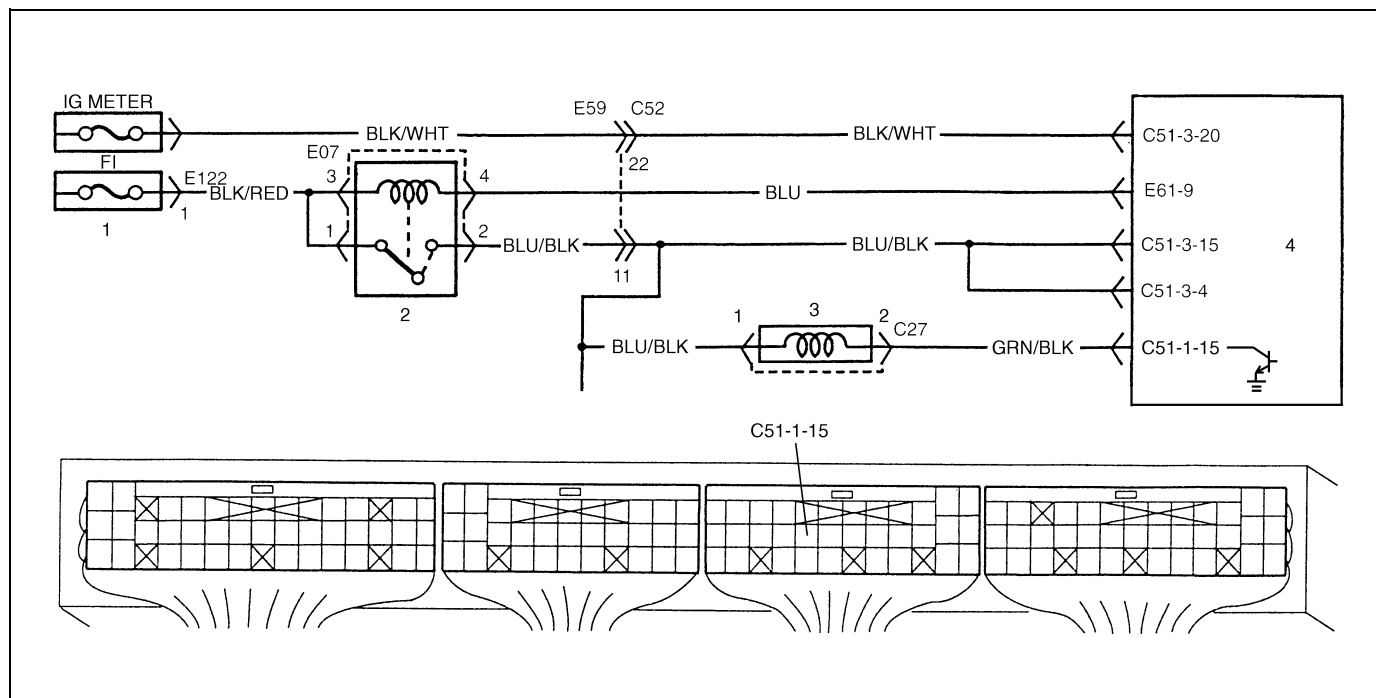 IG METER
E59 C52
BLK/WHT BLK/WHT C51-3-20
FI E07 22
E122 3 4
BLK/RED BLU E61-9
1 1
1 2
BLU/BLK BLU/BLK C51-3-15 4
11
C51-3-4
2
1 3 2 C27
BLU/BLK GRN/BLK C51-1-15
C51-1-15